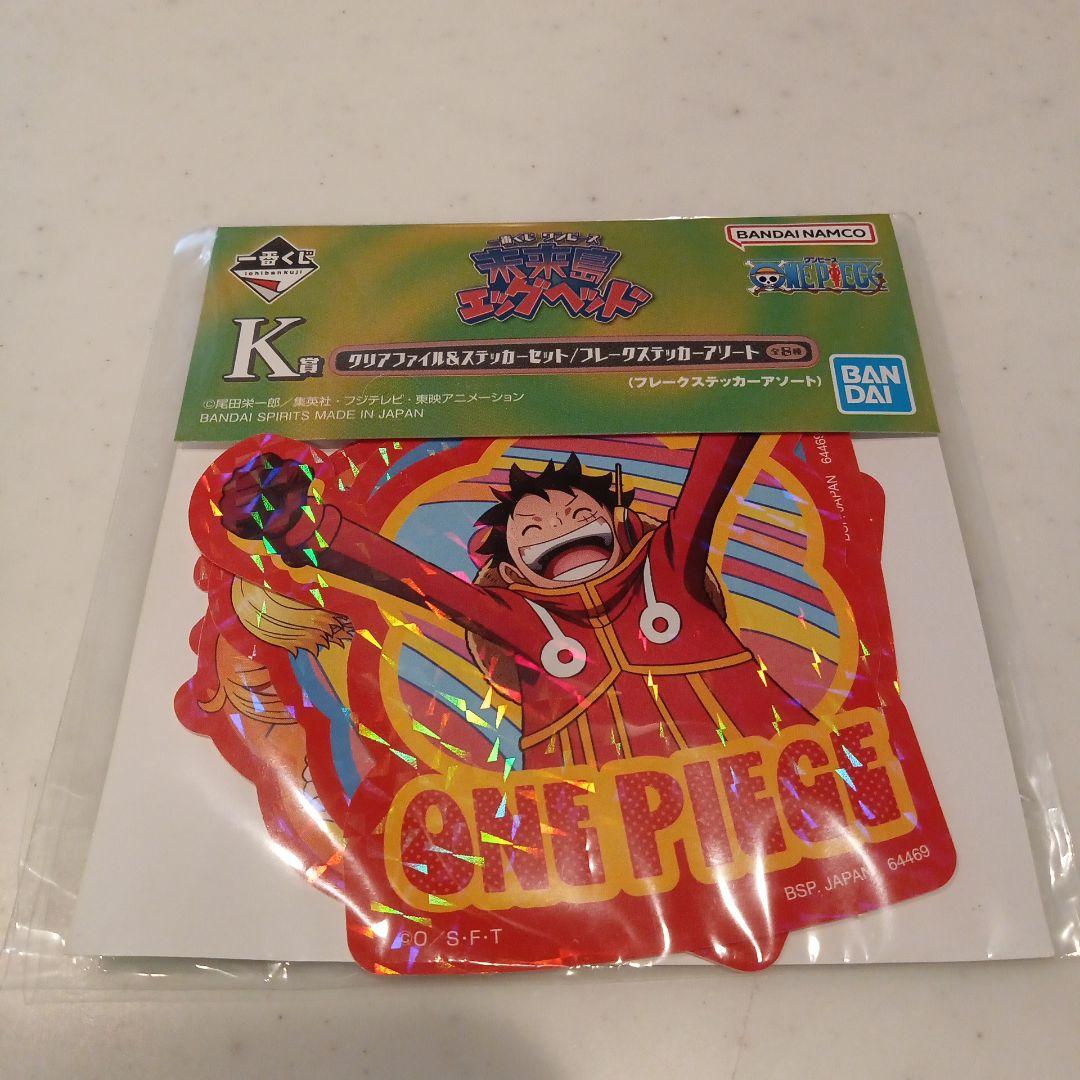 一番くじ
ichibankuji
一番くじ ワンピース
未来島
エッグヘッド
BANDAI NAMCO
ワンピース
ONE PIECE
K賞
クリアファイル&ステッカーセット/フレークステッカーアソート 全8種
(フレークステッカーアソート)
BAN
DAI
©尾田栄一郎/集英社・フジテレビ・東映アニメーション
BANDAI SPIRITS MADE IN JAPAN
BSP. JAPAN 64469
ONE PIECE
BSP. JAPAN 64469
©O/S・F・T